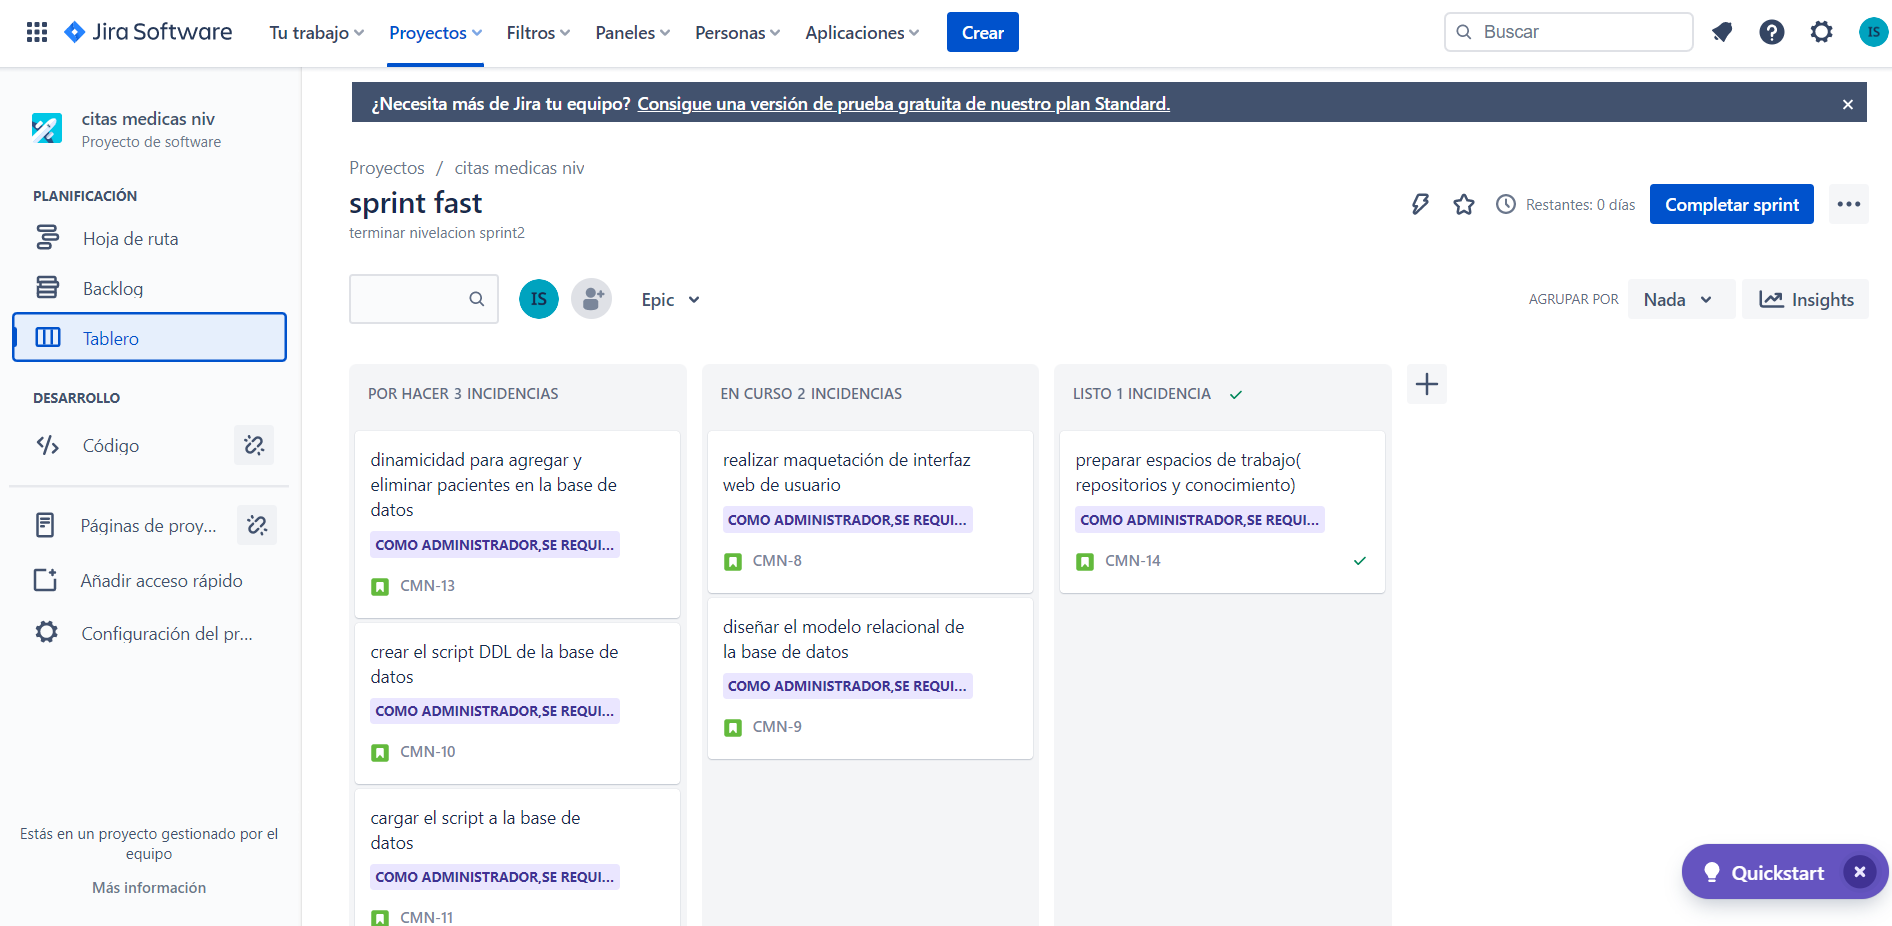 Jira Software
Tu trabajo
Proyectos
Filtros
Paneles
Personas
Aplicaciones
Crear
Buscar
IS
citas medicas niv
Proyecto de software
PLANIFICACIÓN
Hoja de ruta
Backlog
Tablero
DESARROLLO
Código
Páginas de proy...
Añadir acceso rápido
Configuración del pr...
Estás en un proyecto gestionado por el
equipo
Más información
¿Necesita más de Jira tu equipo? Consigue una versión de prueba gratuita de nuestro plan Standard.
Proyectos / citas medicas niv
sprint fast
terminar nivelacion sprint2
Restantes: 0 días
Completar sprint
IS
Epic
AGRUPAR POR
Nada
Insights
POR HACER 3 INCIDENCIAS
dinamicidad para agregar y
eliminar pacientes en la base de
datos
COMO ADMINISTRADOR,SE REQUI...
CMN-13
crear el script DDL de la base de
datos
COMO ADMINISTRADOR,SE REQUI...
CMN-10
cargar el script a la base de
datos
COMO ADMINISTRADOR,SE REQUI...
CMN-11
EN CURSO 2 INCIDENCIAS
realizar maquetación de interfaz
web de usuario
COMO ADMINISTRADOR,SE REQUI...
CMN-8
diseñar el modelo relacional de
la base de datos
COMO ADMINISTRADOR,SE REQUI...
CMN-9
LISTO 1 INCIDENCIA
preparar espacios de trabajo(
repositorios y conocimiento)
COMO ADMINISTRADOR,SE REQUI...
CMN-14
Quickstart